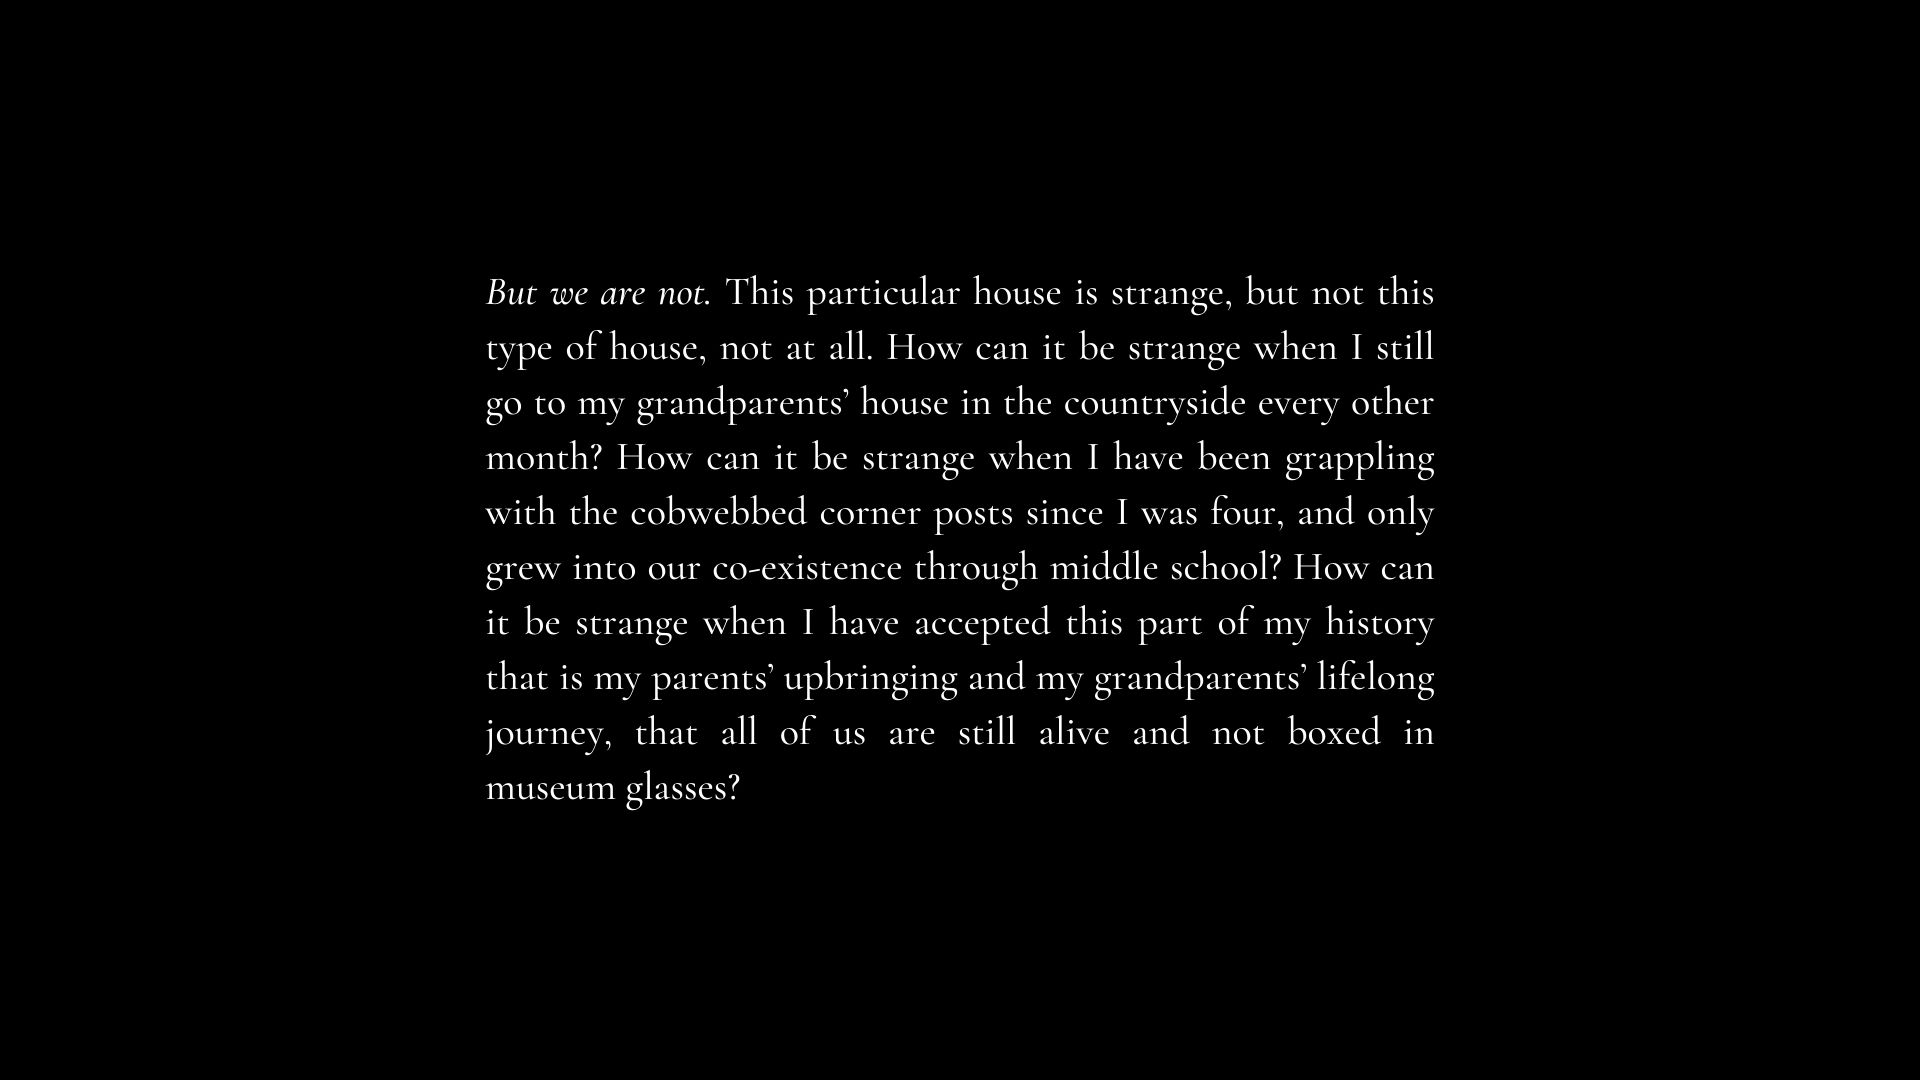 But we are not. This particular house is strange, but not this
type of house, not at all. How can it be strange when I still
go to my grandparents’ house in the countryside every other
month? How can it be strange when I have been grappling
with the cobwebbed corner posts since I was four, and only
grew into our co-existence through middle school? How can
it be strange when I have accepted this part of my history
that is my parents’ upbringing and my grandparents’ lifelong
journey, that all of us are still alive and not boxed in
museum glasses?